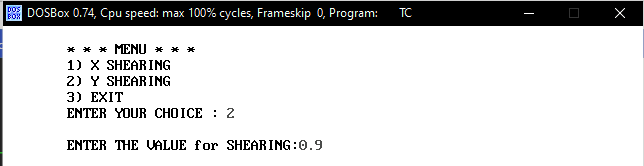 DOSBox 0.74, Cpu speed: max 100% cycles, Frameskip 0, Program: TC
* * * MENU * * *
1) X SHEARING
2) Y SHEARING
3) EXIT
ENTER YOUR CHOICE : 2
ENTER THE VALUE for SHEARING:0.9